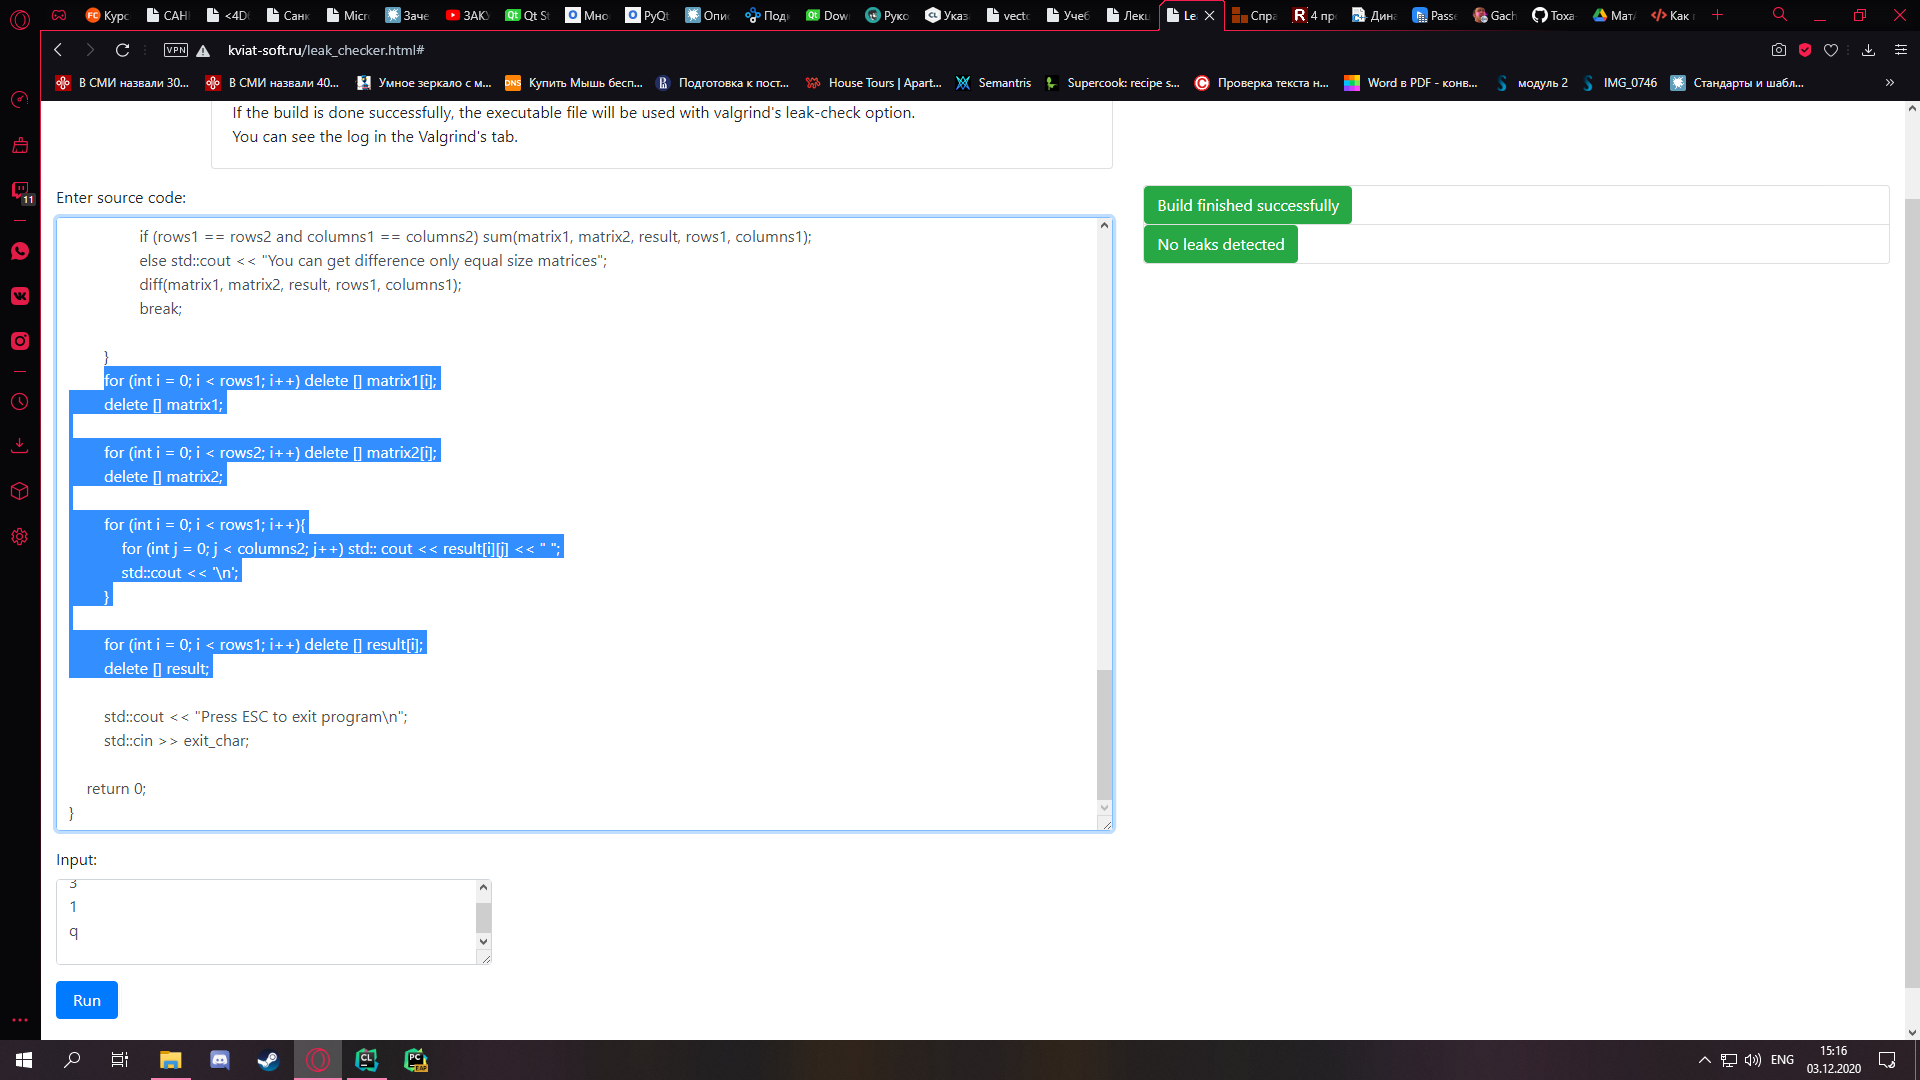 Курс
САНІ
<4D
Санк
Micr
Заче
ЗАКУ
Qt St
Мно
PyQt
Опис
Подк
Dow
Руко
Указ
vecto
Учеб
Лекц
Le
Спра
4 пр
Дина
Passe
Gach
Toxa-
Мат
Как
VPN
kviat-soft.ru/leak_checker.html#
В СМИ назвали 30...
В СМИ назвали 40...
Умное зеркало с м...
Купить Мышь бесп...
Подготовка к пост...
House Tours | Apart...
Semantris
Supercook: recipe s...
Проверка текста н...
Word в PDF - конв...
модуль 2
IMG_0746
Стандарты и шабл...
11
If the build is done successfully, the executable file will be used with valgrind's leak-check option.
You can see the log in the Valgrind's tab.
Enter source code:
if (rows1 == rows2 and columns1 == columns2) sum(matrix1, matrix2, result, rows1, columns1);
else std::cout << "You can get difference only equal size matrices";
diff(matrix1, matrix2, result, rows1, columns1);
break;
}
for (int i = 0; i < rows1; i++) delete [] matrix1[i];
delete [] matrix1;
for (int i = 0; i < rows2; i++) delete [] matrix2[i];
delete [] matrix2;
for (int i = 0; i < rows1; i++){
for (int j = 0; j < columns2; j++) std:: cout << result[i][j] << " ";
std::cout << '\n';
}
for (int i = 0; i < rows1; i++) delete [] result[i];
delete [] result;
std::cout << "Press ESC to exit program\n";
std::cin >> exit_char;
return 0;
}
Build finished successfully
No leaks detected
Input:
3
1
q
Run
ENG
15:16
03.12.2020